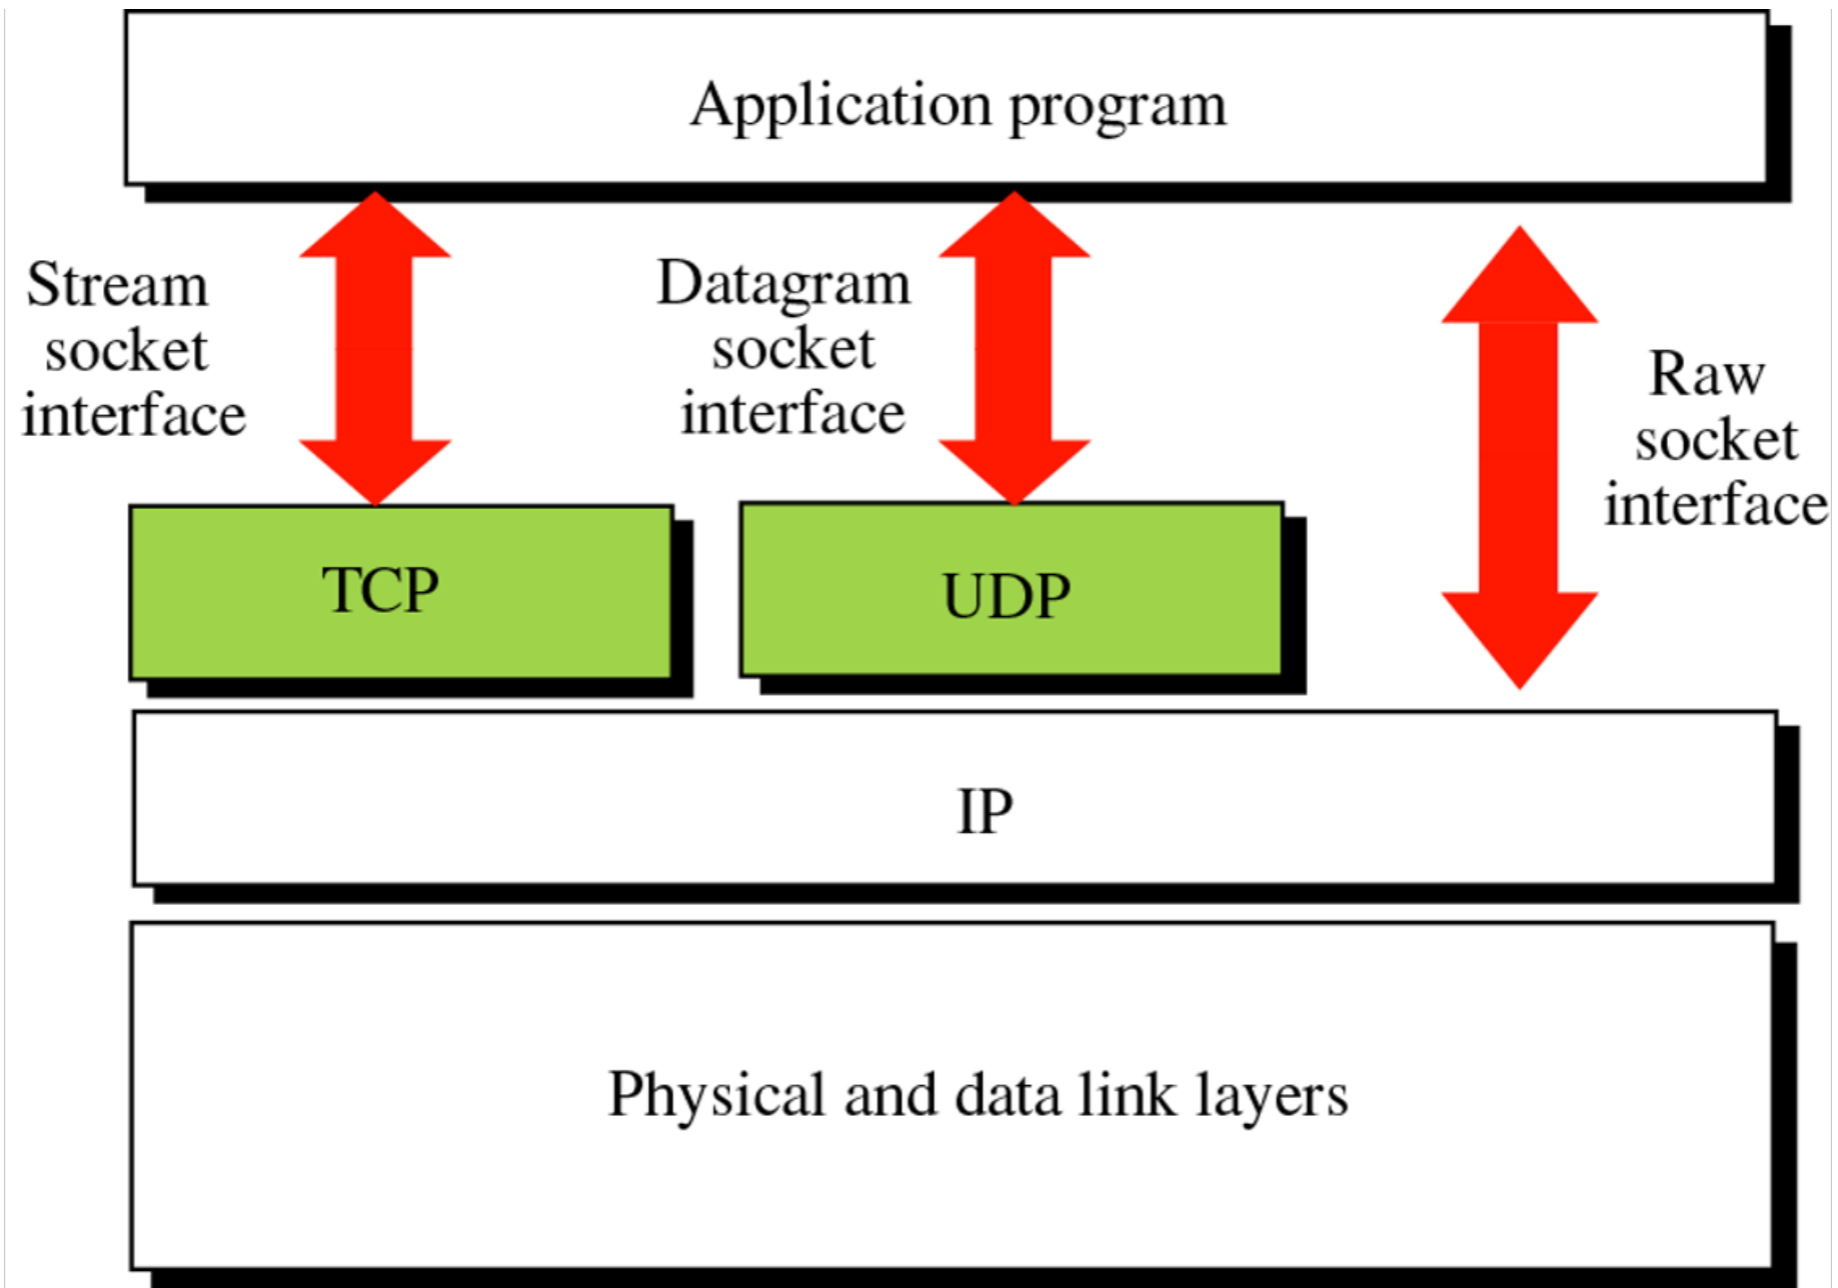 Application program
Stream
socket
interface
Datagram
socket
interface
Raw
socket
interface
TCP
UDP
IP
Physical and data link layers